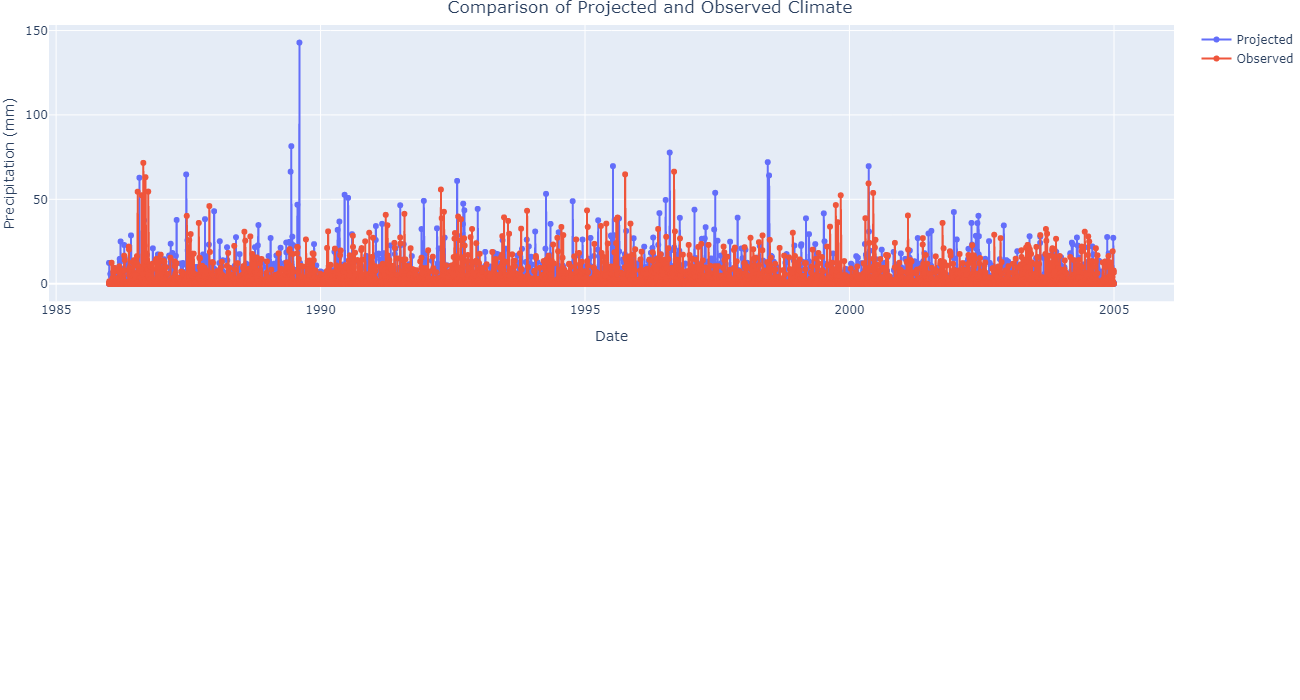 Comparison of Projected and Observed Climate
150
100
50
0
Precipitation (mm)
1985
1990
1995
2000
2005
Date
Projected
Observed